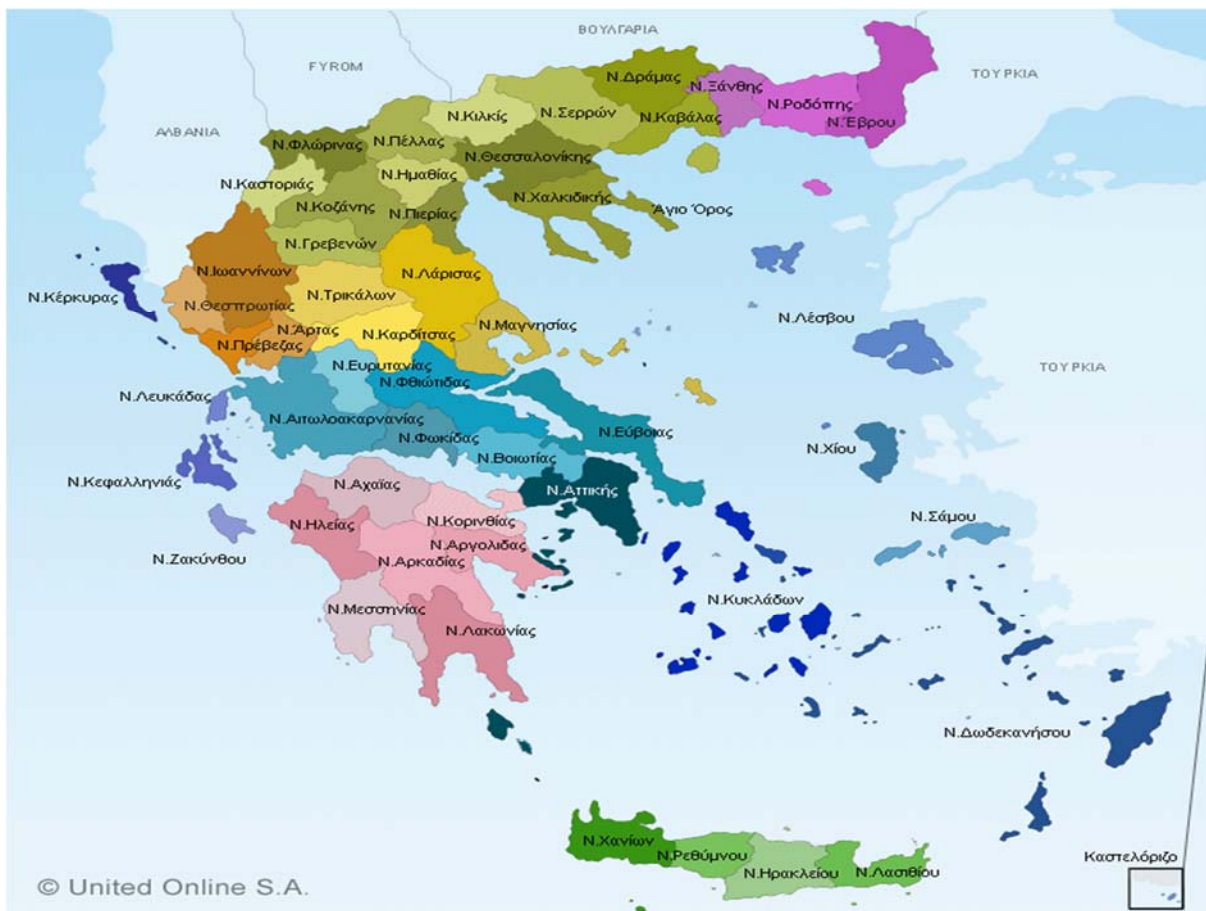 ΒΟΥΛΓΑΡΙΑ
FYROM
ΤΟΥΡΚΙΑ
ΑΛΒΑΝΙΑ
Ν.Δράμας
Ν.Ξάνθης
Ν.Ροδόπης
Ν.Έβρου
Ν.Κιλκίς
Ν.Σερρών
Ν.Καβάλας
Ν.Φλώρινας
Ν.Πέλλας
Ν.Θεσσαλονίκης
Ν.Καστοριάς
Ν.Ημαθίας
Ν.Κοζάνης
Ν.Πιερίας
Ν.Χαλκιδικής
Άγιο Όρος
Ν.Γρεβενών
Ν.Ιωαννίνων
Ν.Λάρισας
Ν.Κέρκυρας
Ν.Θεσπρωτίας
Ν.Τρικάλων
Ν.Άρτας
Ν.Καρδίτσας
Ν.Μαγνησίας
Ν.Λέσβου
Ν.Πρέβεζας
Ν.Ευρυτανίας
ΤΟΥΡΚΙΑ
Ν.Φθιώτιδας
Ν.Λευκάδας
Ν.Αιτωλοακαρνανίας
Ν.Φωκίδας
Ν.Εύβοιας
Ν.Χίου
Ν.Βοιωτίας
Ν.Κεφαλληνιάς
Ν.Αχαϊας
Ν.Αττικής
Ν.Ηλείας
Ν.Κορινθίας
Ν.Σάμου
Ν.Αργολιδας
Ν.Ζακύνθου
Ν.Αρκαδίας
Ν.Μεσσηνίας
Ν.Κυκλάδων
Ν.Λακωνίας
Ν.Δωδεκανήσου
Ν.Χανίων
Ν.Ρεθύμνου
Ν.Ηρακλείου
Ν.Λασιθίου
Καστελόριζο
© United Online S.A.